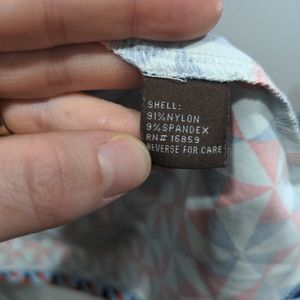 SHELL:
91%NYLON
9%SPANDEX
RN# 16859
REVERSE FOR CARE